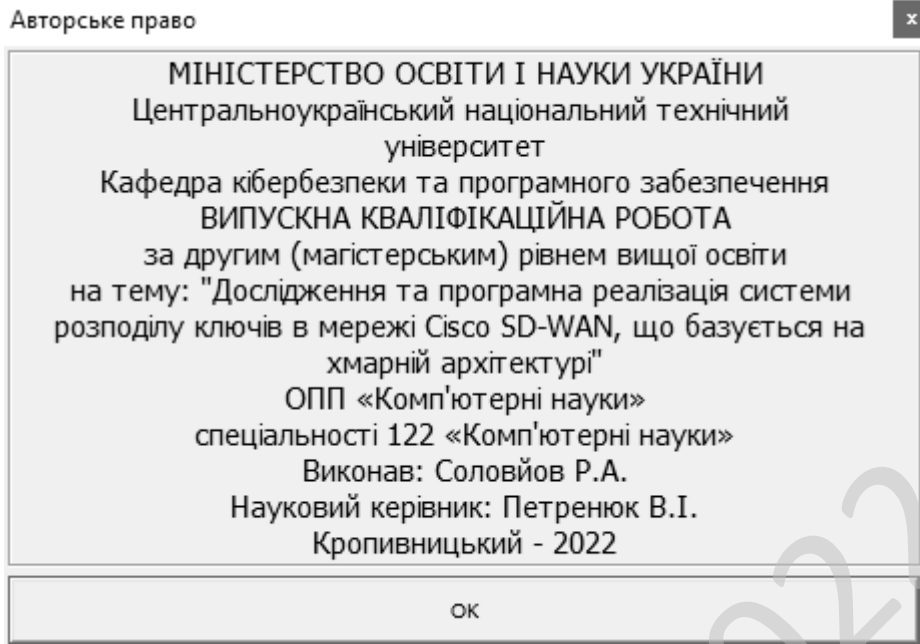 Авторське право
x
МІНІСТЕРСТВО ОСВІТИ І НАУКИ УКРАЇНИ
Центральноукраїнський національний технічний
університет
Кафедра кібербезпеки та програмного забезпечення
ВИПУСКНА КВАЛІФІКАЦІЙНА РОБОТА
за другим (магістерським) рівнем вищої освіти
на тему: "Дослідження та програмна реалізація системи
розподілу ключів в мережі Cisco SD-WAN, що базується на
хмарній архітектурі"
ОПП «Комп'ютерні науки»
спеціальності 122 «Комп'ютерні науки»
Виконав: Соловйов Р.А.
Науковий керівник: Петренюк В.І.
Кропивницький - 2022
ОК